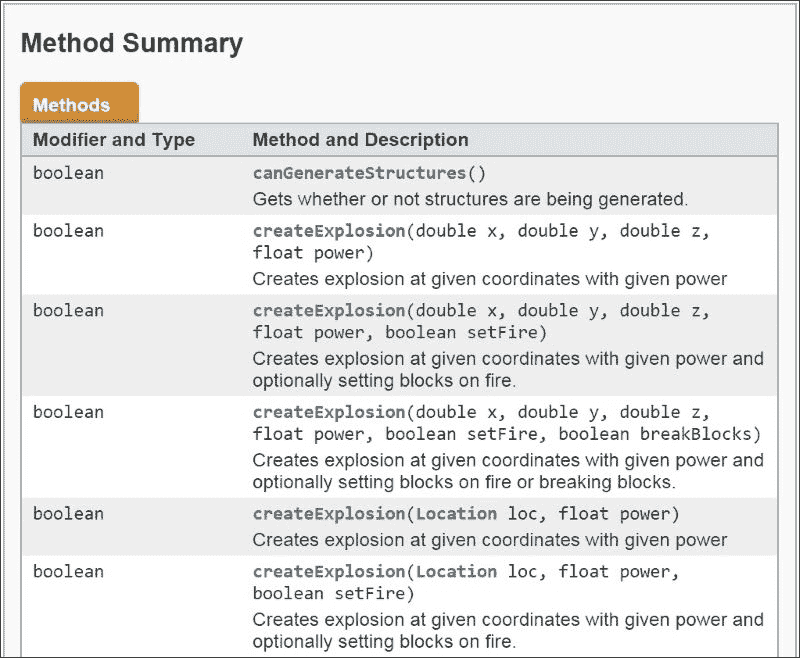 Method Summary
Methods
Modifier and Type Method and Description
boolean canGenerateStructures()
Gets whether or not structures are being generated.
boolean createExplosion(double x, double y, double z,
float power)
Creates explosion at given coordinates with given power
boolean createExplosion(double x, double y, double z,
float power, boolean setFire)
Creates explosion at given coordinates with given power and
optionally setting blocks on fire.
boolean createExplosion(double x, double y, double z,
float power, boolean setFire, boolean breakBlocks)
Creates explosion at given coordinates with given power and
optionally setting blocks on fire or breaking blocks.
boolean createExplosion(Location loc, float power)
Creates explosion at given coordinates with given power
boolean createExplosion(Location loc, float power,
boolean setFire)
Creates explosion at given coordinates with given power and
optionally setting blocks on fire.